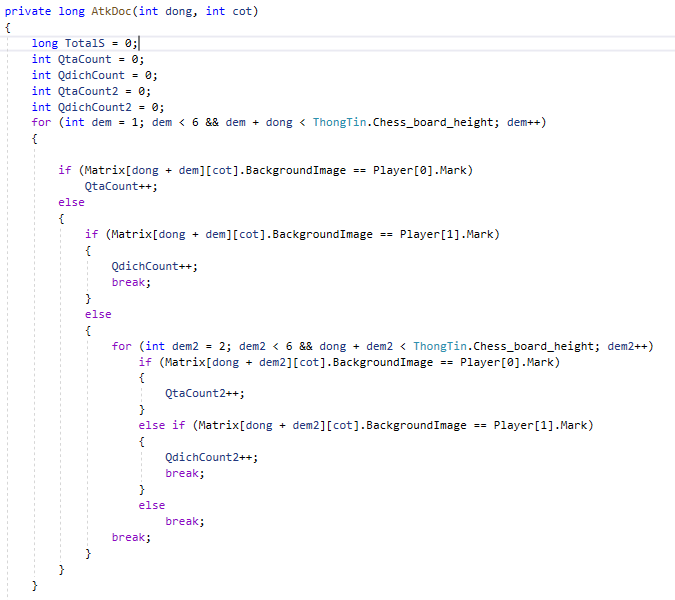 private long AtkDoc(int dong, int cot)
{
long TotalS = 0;
int QtaCount = 0;
int QdichCount = 0;
int QtaCount2 = 0;
int QdichCount2 = 0;
for (int dem = 1; dem < 6 && dem + dong < ThongTin.Chess_board_height; dem++)
{
if (Matrix[dong + dem][cot].BackgroundImage == Player[0].Mark)
QtaCount++;
else
{
if (Matrix[dong + dem][cot].BackgroundImage == Player[1].Mark)
{
QdichCount++;
break;
}
else
{
for (int dem2 = 2; dem2 < 6 && dong + dem2 < ThongTin.Chess_board_height; dem2++)
if (Matrix[dong + dem2][cot].BackgroundImage == Player[0].Mark)
{
QtaCount2++;
}
else if (Matrix[dong + dem2][cot].BackgroundImage == Player[1].Mark)
{
QdichCount2++;
break;
}
else
break;
break;
}
}
}